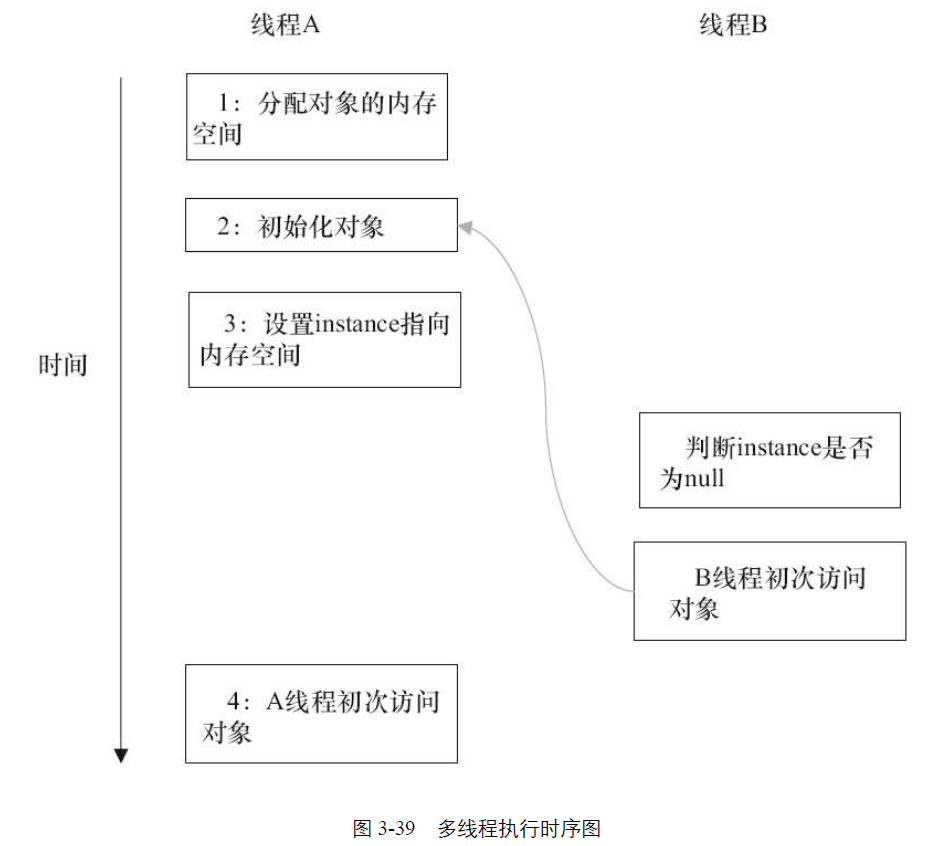 线程A
线程B
1：分配对象的内存
空间
2：初始化对象
3：设置instance指向
内存空间
时间
判断instance是否
为null
B线程初次访问
对象
4：A线程初次访问
对象
图 3-39 多线程执行时序图